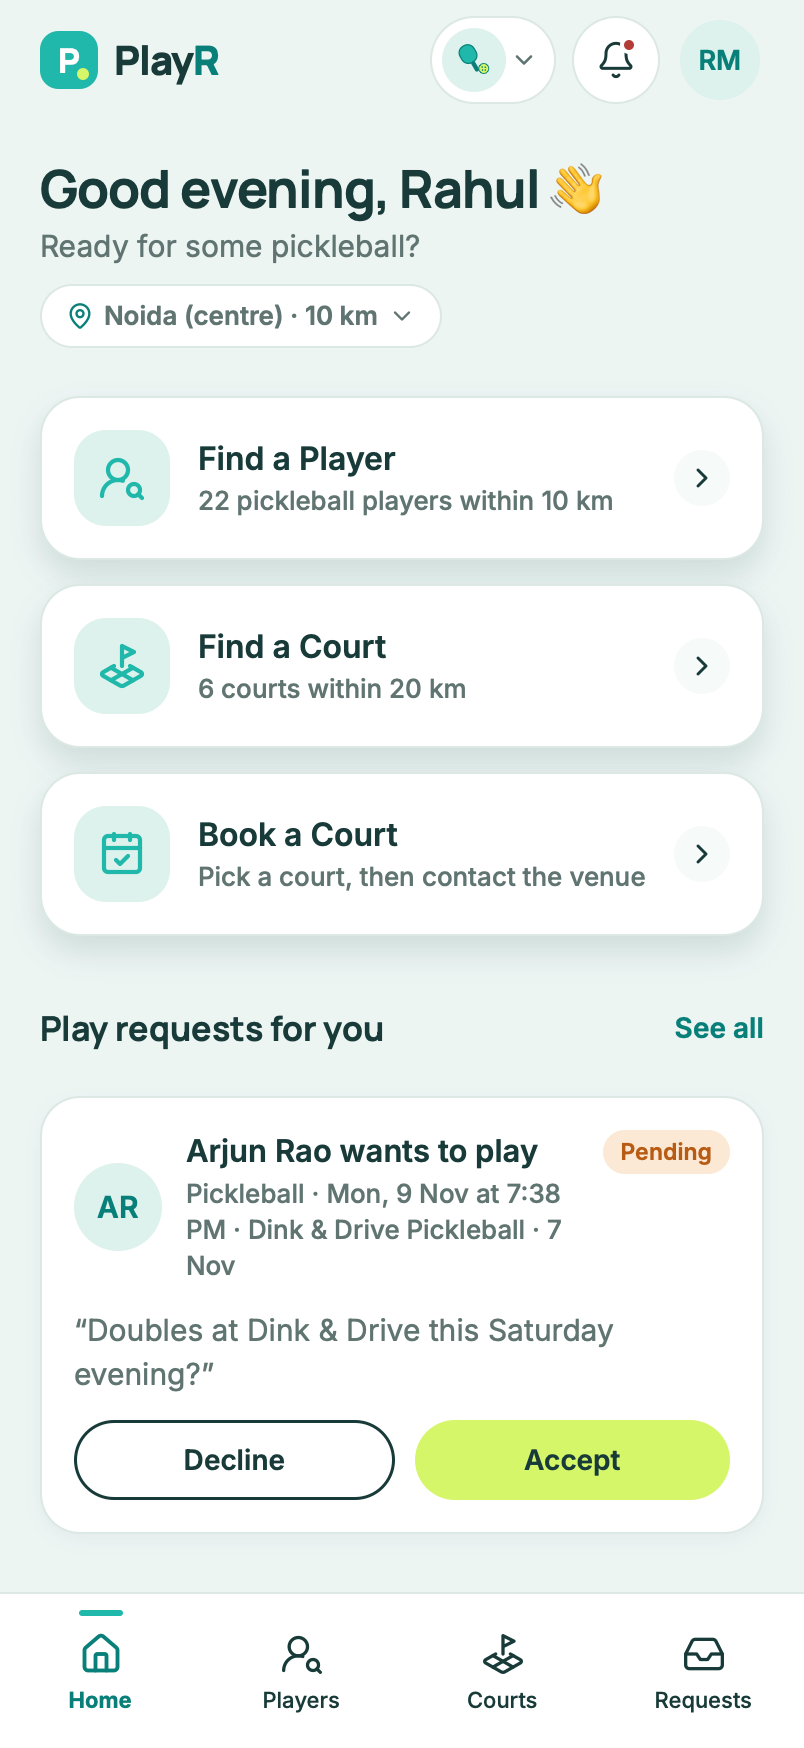 P. PlayR
RM
Good evening, Rahul 👋
Ready for some pickleball?
Noida (centre) · 10 km
Find a Player
22 pickleball players within 10 km
Find a Court
6 courts within 20 km
Book a Court
Pick a court, then contact the venue
Play requests for you
See all
AR
Arjun Rao wants to play
Pending
Pickleball · Mon, 9 Nov at 7:38
PM · Dink & Drive Pickleball · 7
Nov
“Doubles at Dink & Drive this Saturday
evening?”
Decline
Accept
Home
Players
Courts
Requests